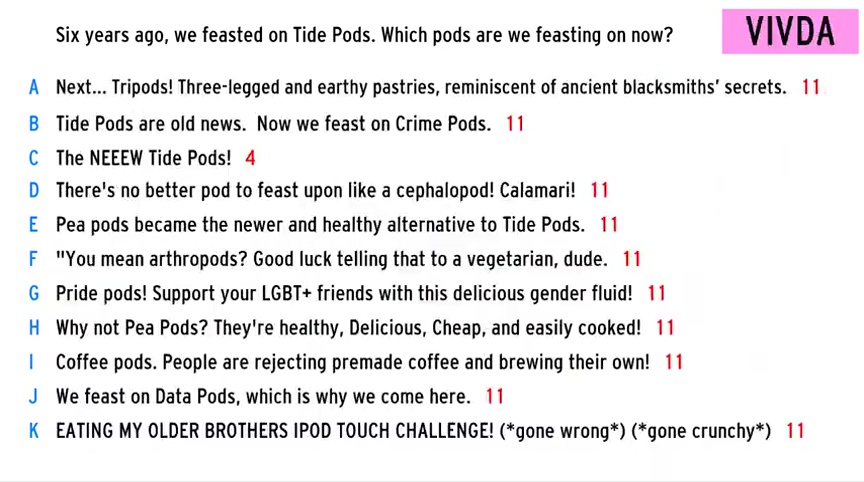 Six years ago, we feasted on Tide Pods. Which pods are we feasting on now?
VIVDA
A Next... Tripods! Three-legged and earthy pastries, reminiscent of ancient blacksmiths' secrets. 11
B Tide Pods are old news. Now we feast on Crime Pods. 11
C The NEEEW Tide Pods! 4
D There's no better pod to feast upon like a cephalopod! Calamari! 11
E Pea pods became the newer and healthy alternative to Tide Pods. 11
F "You mean arthropods? Good luck telling that to a vegetarian, dude. 11
G Pride pods! Support your LGBT+ friends with this delicious gender fluid! 11
H Why not Pea Pods? They're healthy, Delicious, Cheap, and easily cooked! 11
I Coffee pods. People are rejecting premade coffee and brewing their own! 11
J We feast on Data Pods, which is why we come here. 11
K EATING MY OLDER BROTHERS IPOD TOUCH CHALLENGE! (*gone wrong*) (*gone crunchy*) 11